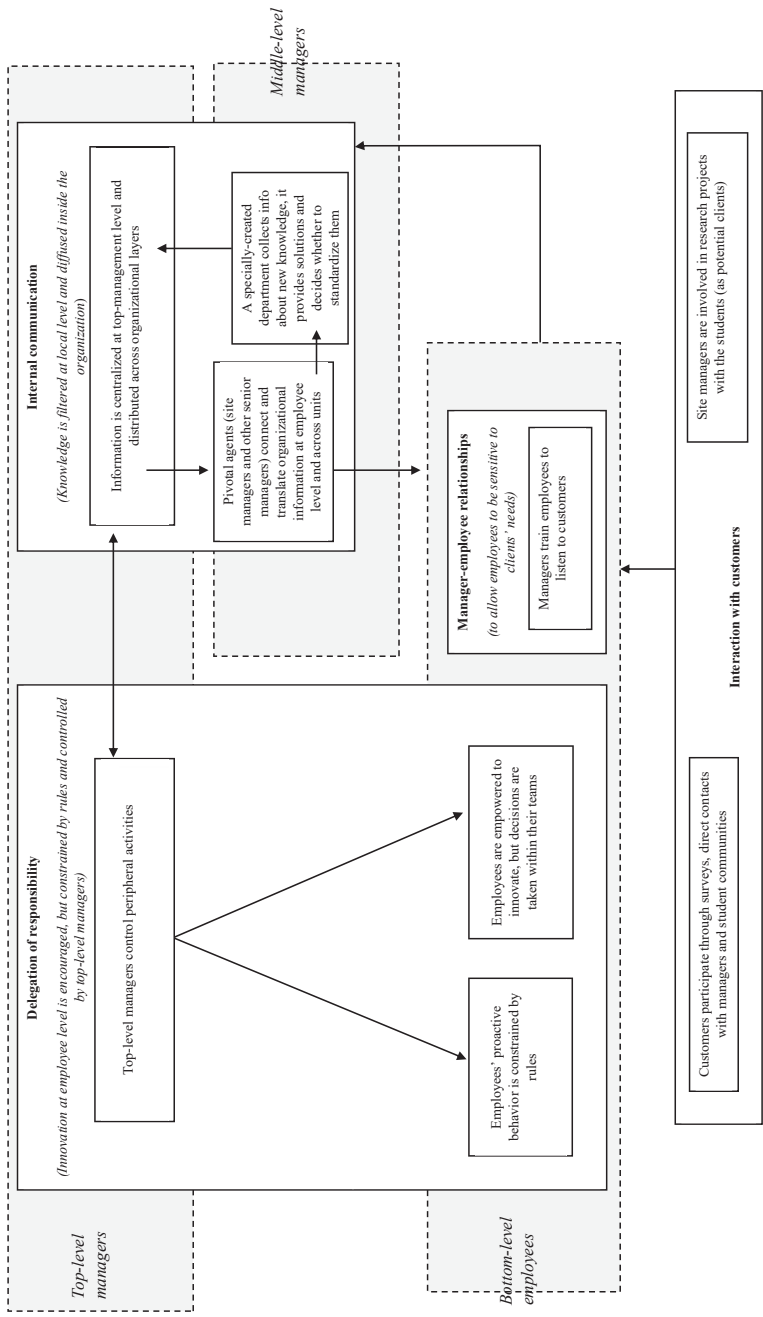 Top-level
managers
Delegation of responsibility
(Innovation at employee level is encouraged, but constrained by rules and controlled
by top-level managers)
Top-level managers control peripheral activities
Employees' proactive
behavior is constrained by
rules
Employees are empowered to
innovate, but decisions are
taken within their teams
Internal communication
(Knowledge is filtered at local level and diffused inside the
organization)
Information is centralized at top-management level and
distributed across organizational layers
Pivotal agents (site
managers and other senior
managers) connect and
translate organizational
information at employee
level and across units
A specially-created
department collects info
about new knowledge, it
provides solutions and
decides whether to
standardize them
Middle-level
managers
Manager-employee relationships
(to allow employees to be sensitive to
clients' needs)
Managers train employees to
listen to customers
Bottom-level
employees
Customers participate through surveys, direct contacts
with managers and student communities
Interaction with customers
Site managers are involved in research projects
with the students (as potential clients)